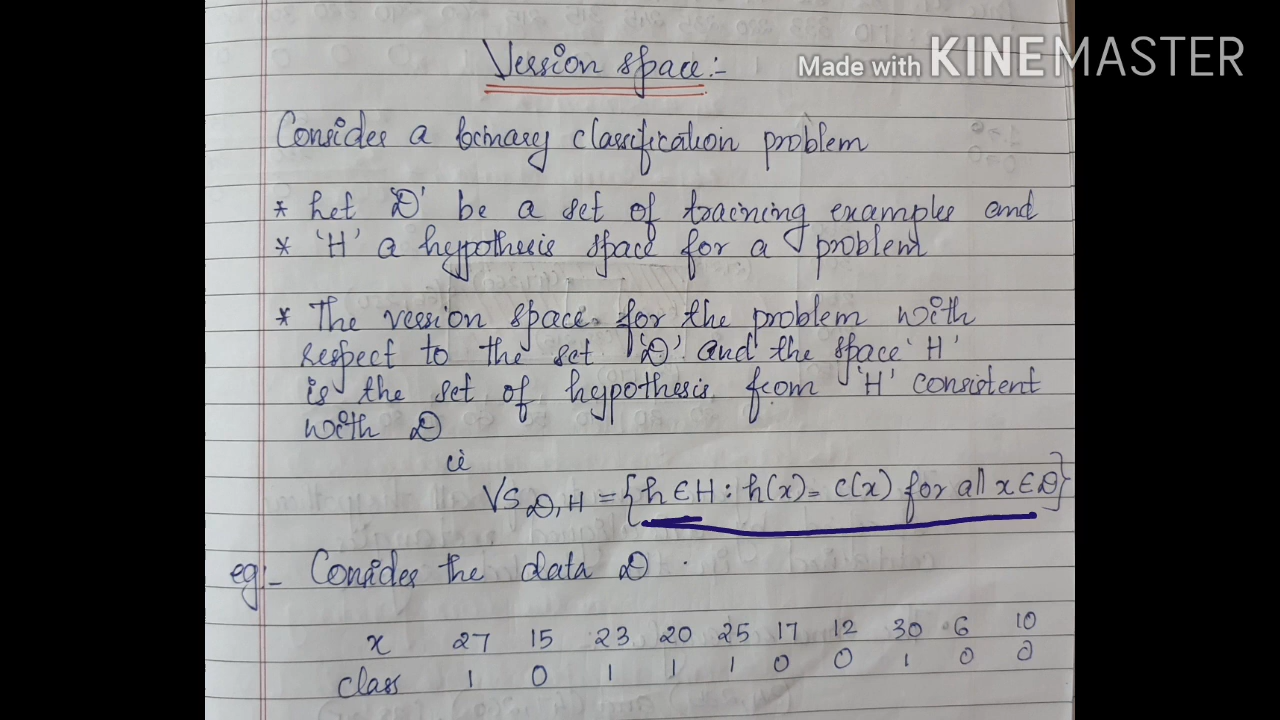 Version space:-
Made with KINEMASTER
Consider a binary classification problem
* Let 'D' be a set of training examples and
* 'H' a hypothesis space for a problem
* The version space for the problem with
respect to the set 'D' and the space 'H'
is the set of hypothesis from 'H' consistent
with D
ie
VS D,H = {h ∈ H : h(x) = c(x) for all x ∈ D}
eg:- Consider the data D.
x 27 15 23 20 25 17 12 30 6 10
class 1 0 1 1 1 0 0 1 0 0